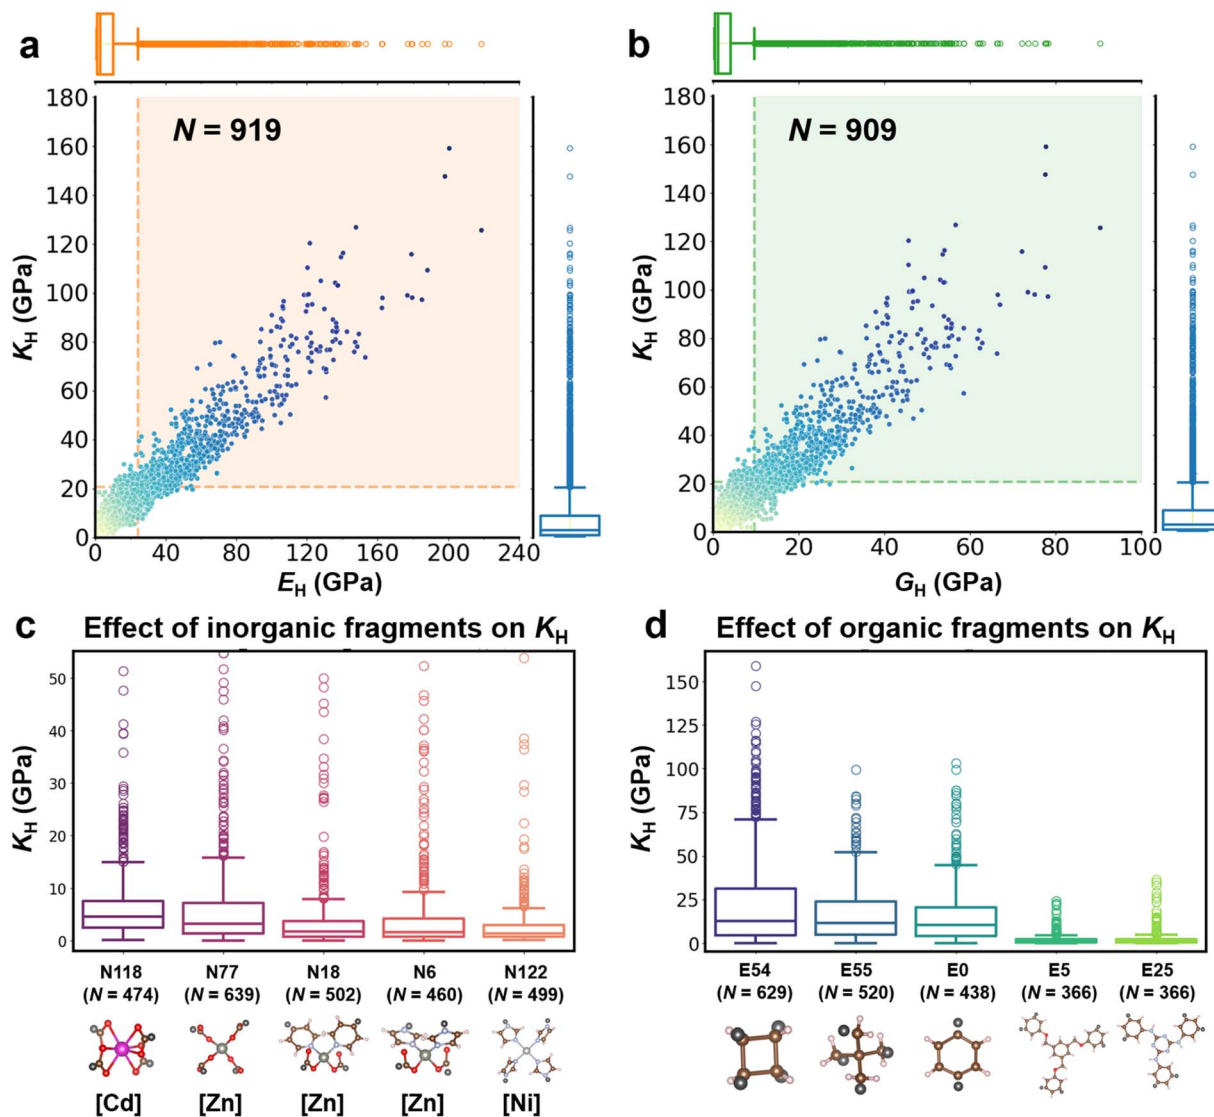 a
b
180
160
140
120
100
80
60
40
20
0
K_H (GPa)
N = 919
0 40 80 120 160 200 240
E_H (GPa)
180
160
140
120
100
80
60
40
20
0
K_H (GPa)
N = 909
0 20 40 60 80 100
G_H (GPa)
c Effect of inorganic fragments on K_H
50
40
30
20
10
0
K_H (GPa)
N118 N77 N18 N6 N122
(N = 474) (N = 639) (N = 502) (N = 460) (N = 499)
[Cd] [Zn] [Zn] [Zn] [Ni]
d Effect of organic fragments on K_H
150
125
100
75
50
25
0
K_H (GPa)
E54 E55 E0 E5 E25
(N = 629) (N = 520) (N = 438) (N = 366) (N = 366)